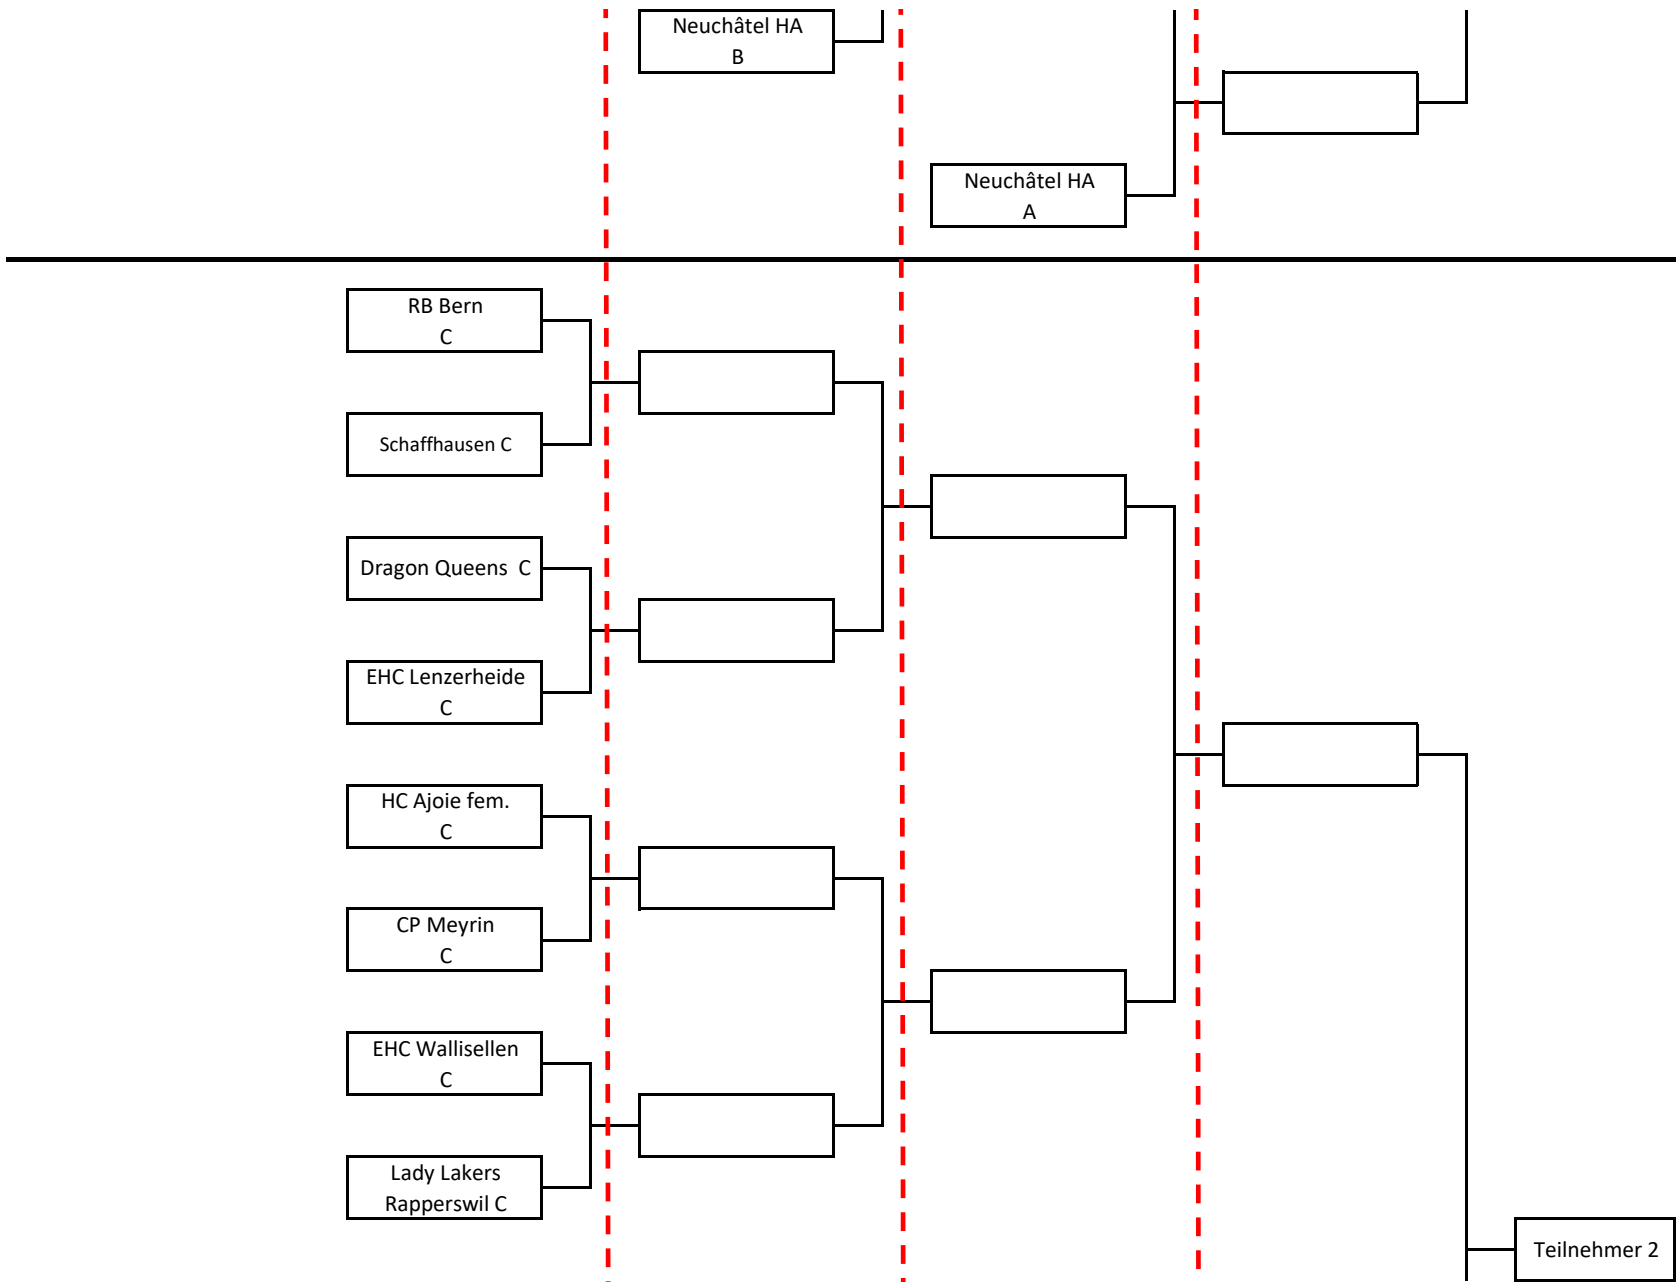 Neuchâtel HA
B
Neuchâtel HA
A
RB Bern
C
Schaffhausen C
Dragon Queens  C
EHC Lenzerheide
C
HC Ajoie fem.
C
CP Meyrin
C
EHC Wallisellen
C
Lady Lakers
Rapperswil C
Teilnehmer 2